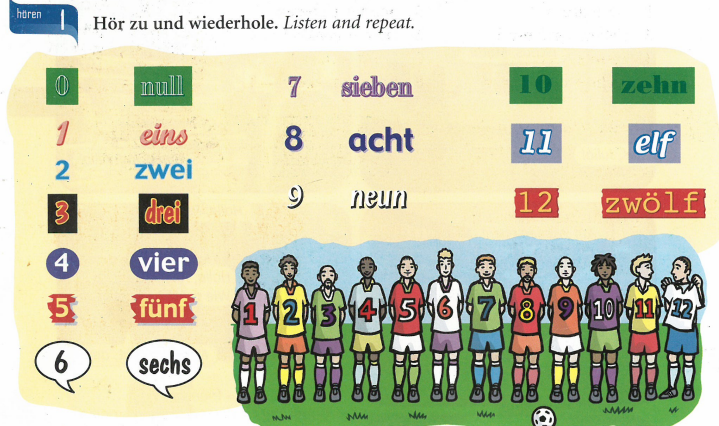 hören 1
Hör zu und wiederhole. Listen and repeat.
0 null
1 eins
2 zwei
3 drei
4 vier
5 fünf
6 sechs
7 sieben
8 acht
9 neun
10 zehn
11 elf
12 zwölf
1 2 3 4 5 6 7 8 9 10 11 12